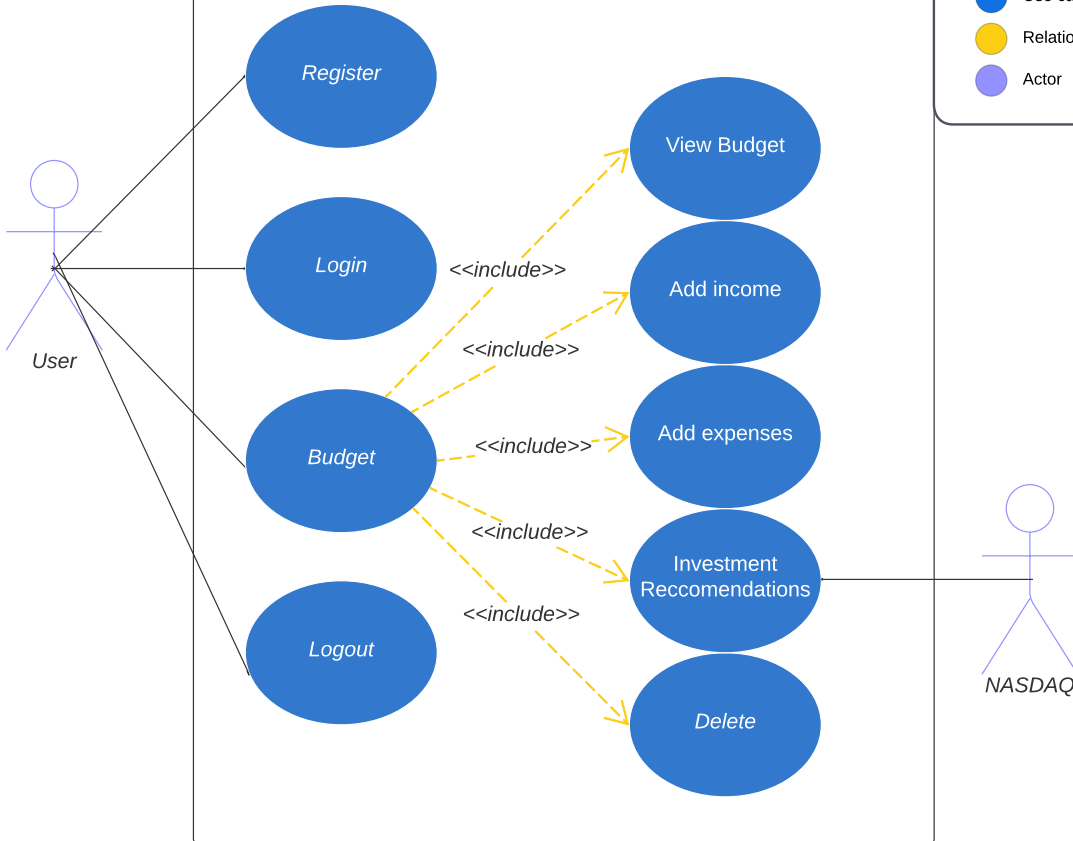 Relatio
Actor
Register
View Budget
Login
<<include>>
Add income
<<include>>
User
Add expenses
<<include>>
Budget
<<include>>
Investment
Reccomendations
<<include>>
Logout
NASDAQ
Delete